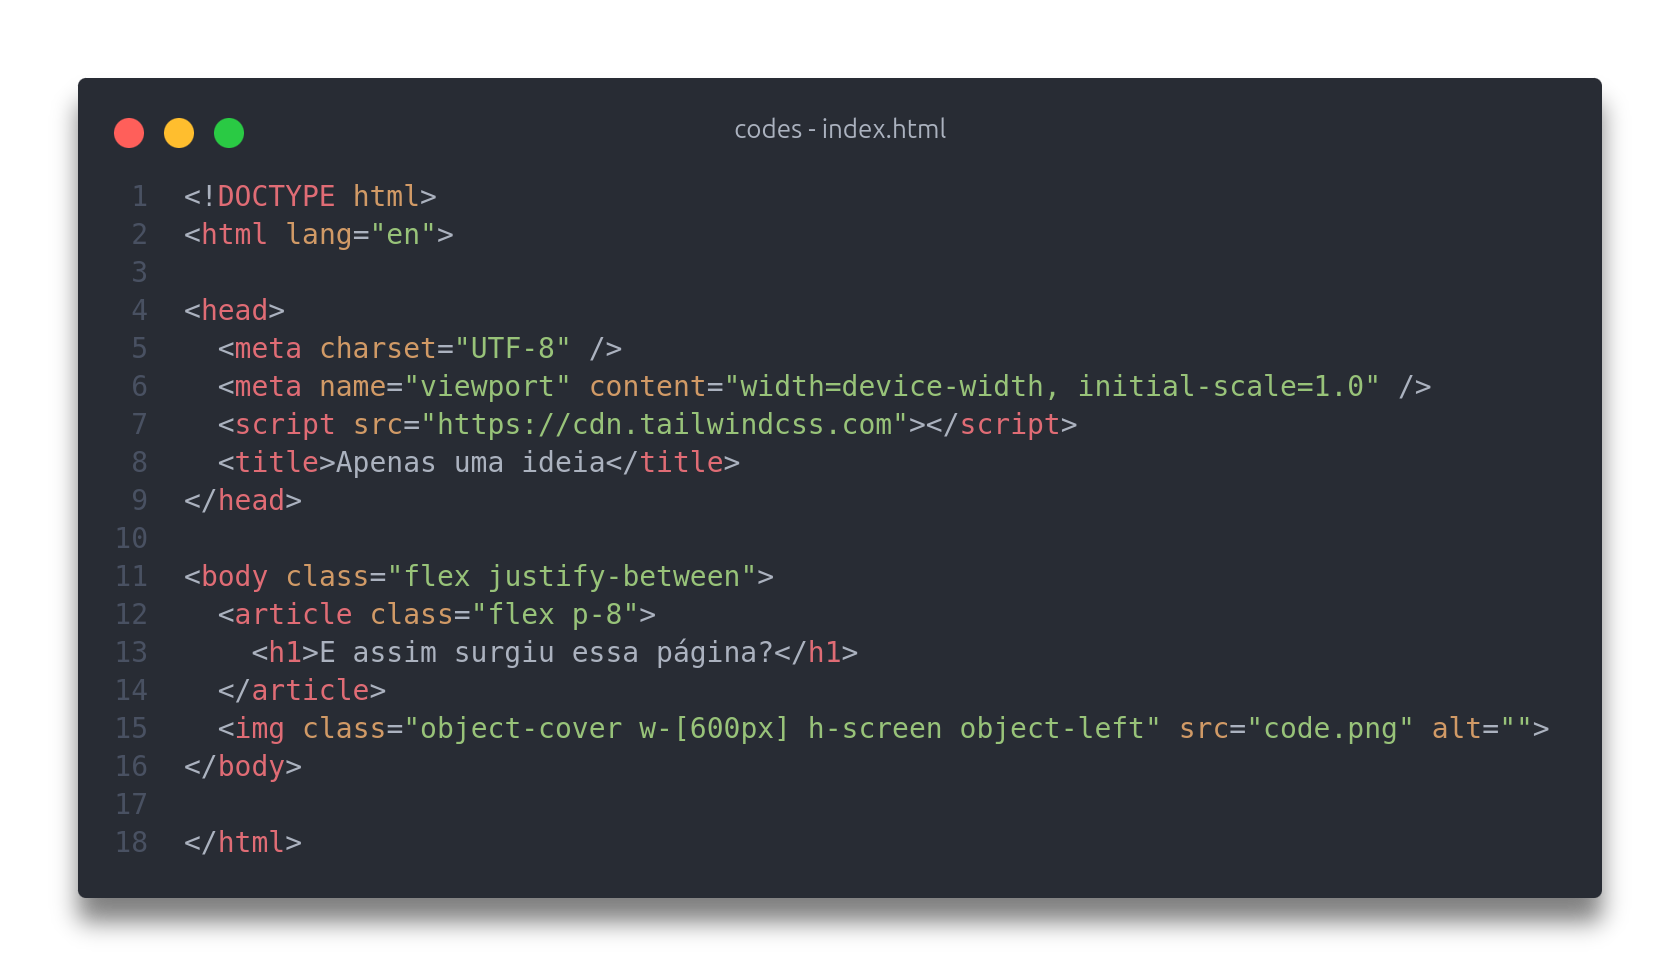 codes - index.html
1 <!DOCTYPE html>
2 <html lang="en">
3
4 <head>
5   <meta charset="UTF-8" />
6   <meta name="viewport" content="width=device-width, initial-scale=1.0" />
7   <script src="https://cdn.tailwindcss.com"></script>
8   <title>Apenas uma ideia</title>
9 </head>
10
11 <body class="flex justify-between">
12   <article class="flex p-8">
13     <h1>E assim surgiu essa página?</h1>
14   </article>
15   <img class="object-cover w-[600px] h-screen object-left" src="code.png" alt="">
16 </body>
17
18 </html>